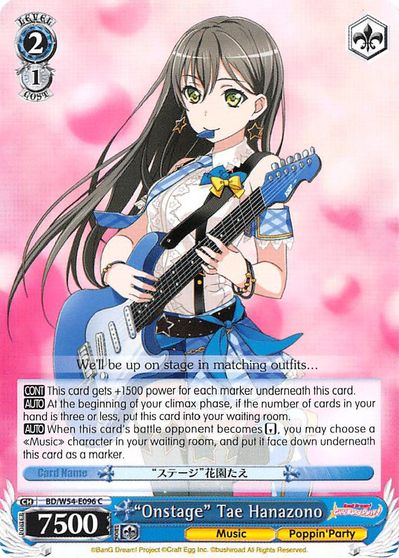 LEVEL
2
1
COST
We'll be up on stage in matching outfits...
CONT This card gets +1500 power for each marker underneath this card.
AUTO At the beginning of your climax phase, if the number of cards in your
hand is three or less, put this card into your waiting room.
AUTO When this card's battle opponent becomes [ ], you may choose a
«Music» character in your waiting room, and put it face down underneath
this card as a marker.
Card Name
“ステージ”花園たえ
CH
BD/W54-E096 C
“Onstage” Tae Hanazono
POWER
7500
Music
Poppin'Party
©BanG Dream! Project ©Craft Egg Inc. ©bushiroad All Rights Reserved.